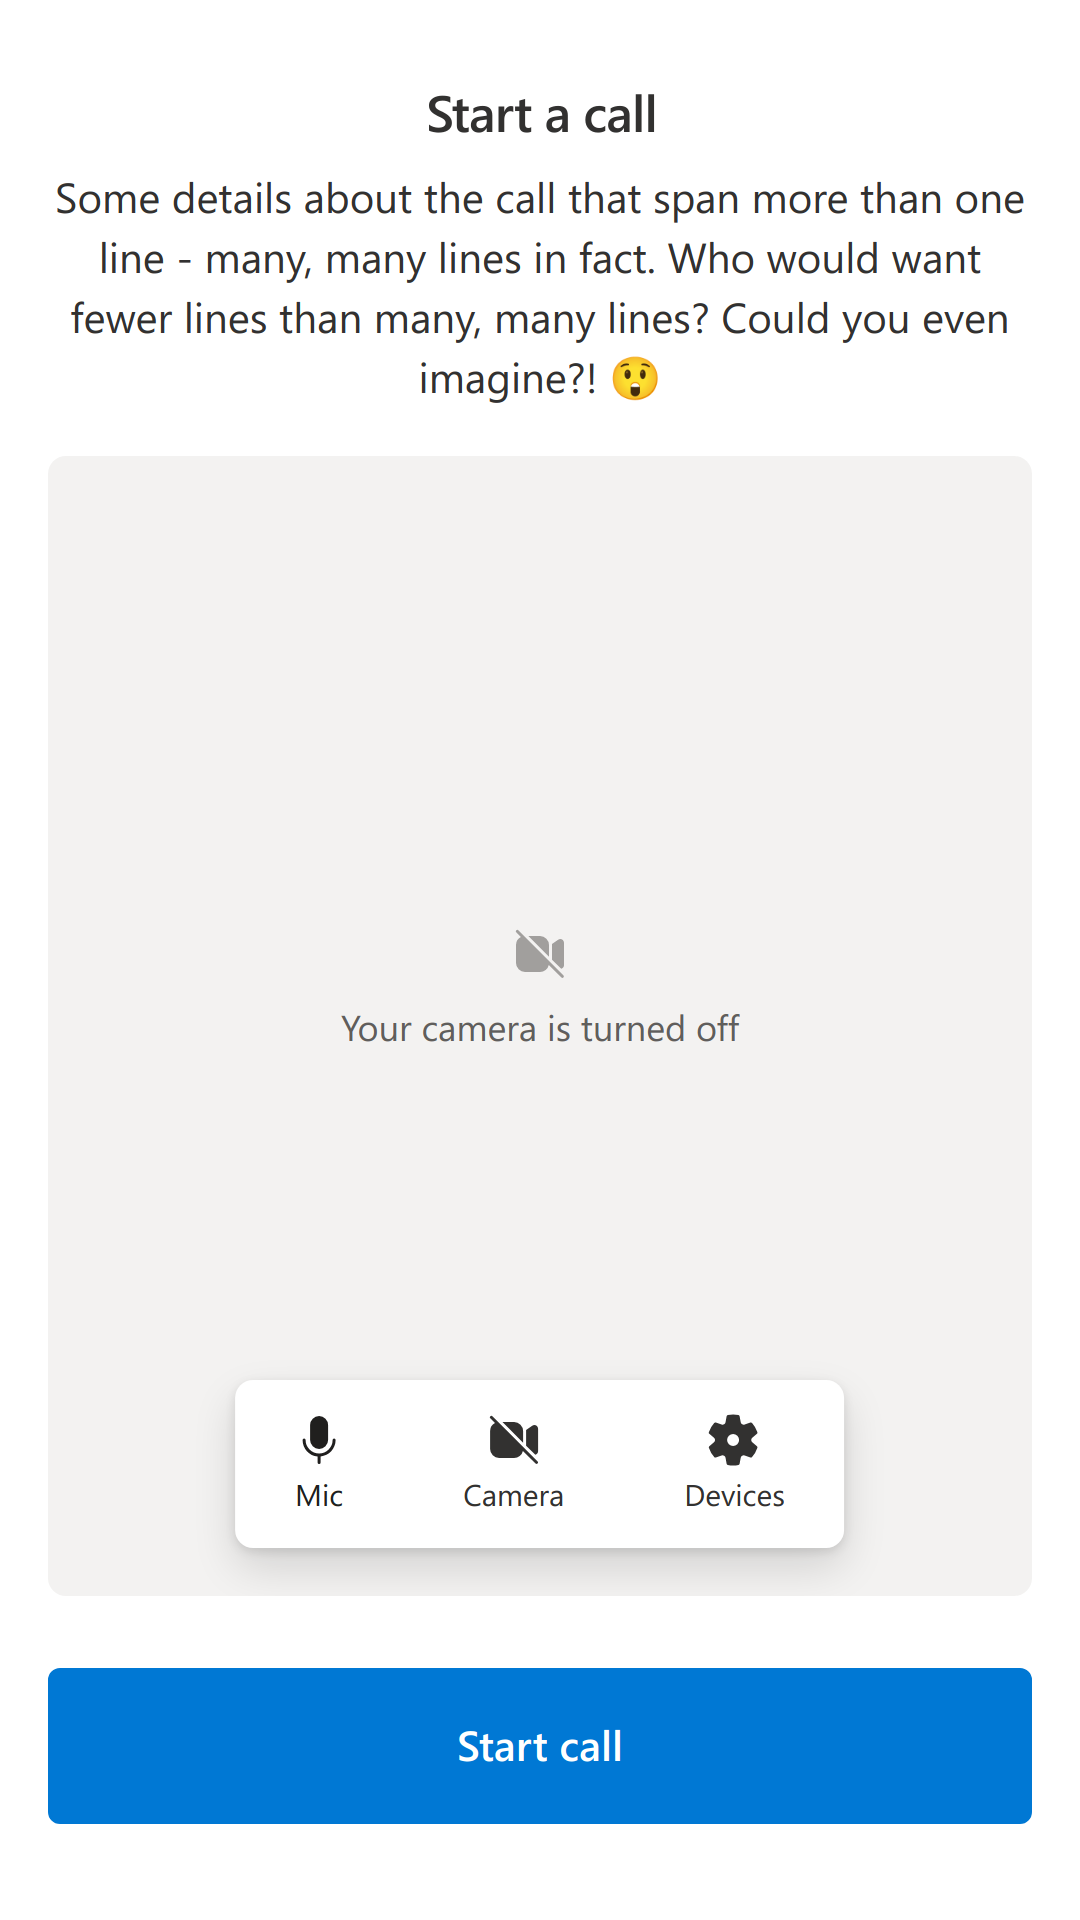 Start a call
Some details about the call that span more than one
line - many, many lines in fact. Who would want
fewer lines than many, many lines? Could you even
imagine?! 😲
Your camera is turned off
Mic
Camera
Devices
Start call